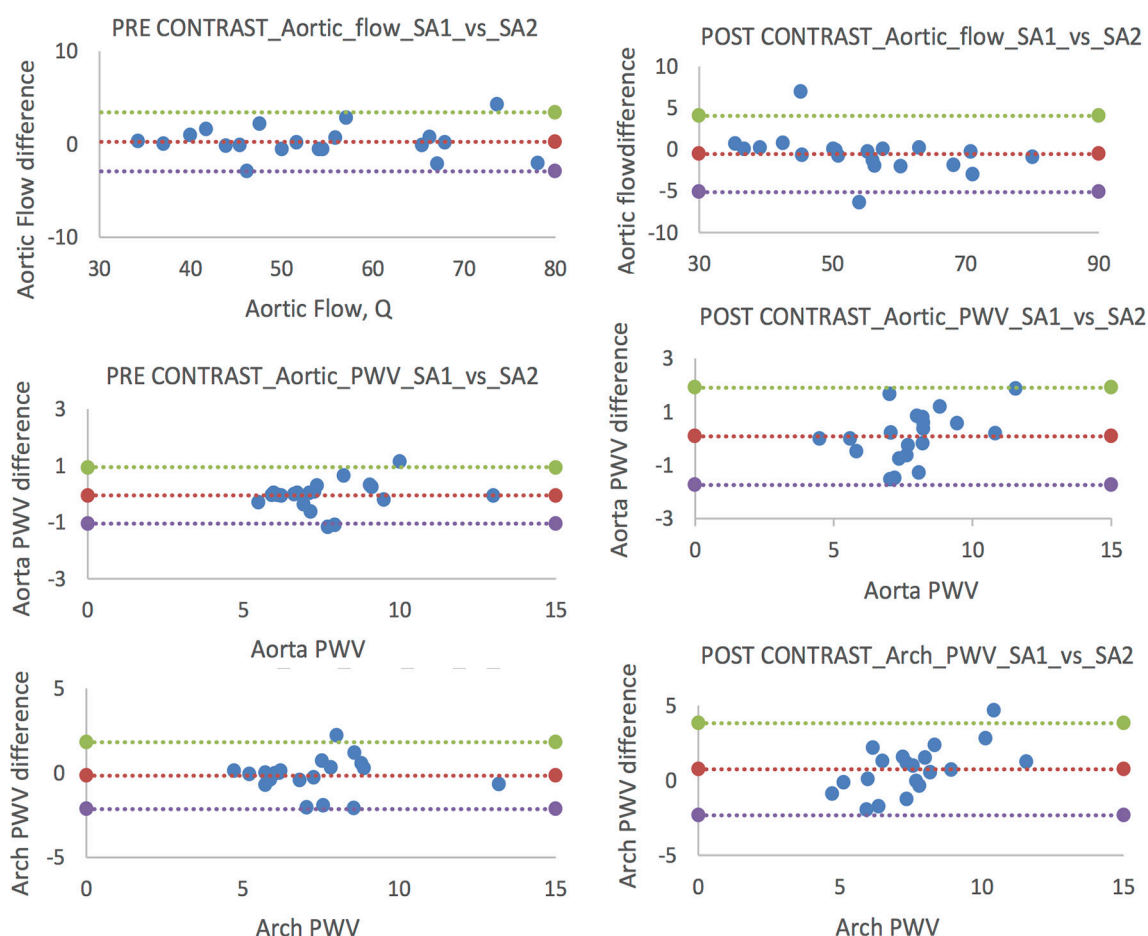 PRE CONTRAST_Aortic_flow_SA1_vs_SA2
10
0
-10
30 40 50 60 70 80
Aortic Flow difference
Aortic Flow, Q
POST CONTRAST_Aortic_flow_SA1_vs_SA2
10
5
0
-5
-10
30 50 70 90
Aortic flowdifference
PRE CONTRAST_Aortic_PWV_SA1_vs_SA2
3
1
-1
-3
0 5 10 15
Aorta PWV difference
Aorta PWV
POST CONTRAST_Aortic_PWV_SA1_vs_SA2
3
1
-1
-3
0 5 10 15
Aorta PWV difference
Aorta PWV
5
0
-5
0 5 10 15
Arch PWV difference
Arch PWV
POST CONTRAST_Arch_PWV_SA1_vs_SA2
5
0
-5
0 5 10 15
Arch PWV difference
Arch PWV